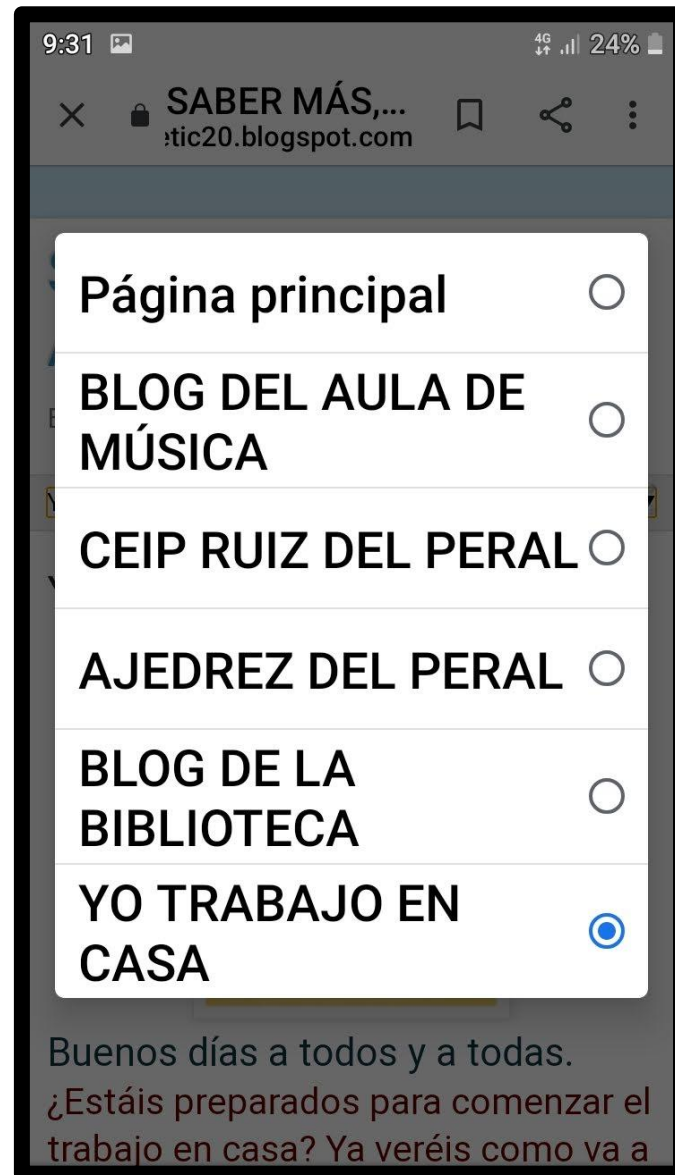 9:31 4G 24%
SABER MÁS,...
etic20.blogspot.com
Página principal
BLOG DEL AULA DE
MÚSICA
CEIP RUIZ DEL PERAL
AJEDREZ DEL PERAL
BLOG DE LA
BIBLIOTECA
YO TRABAJO EN
CASA
Buenos días a todos y a todas.
¿Estáis preparados para comenzar el
trabajo en casa? Ya veréis como va a